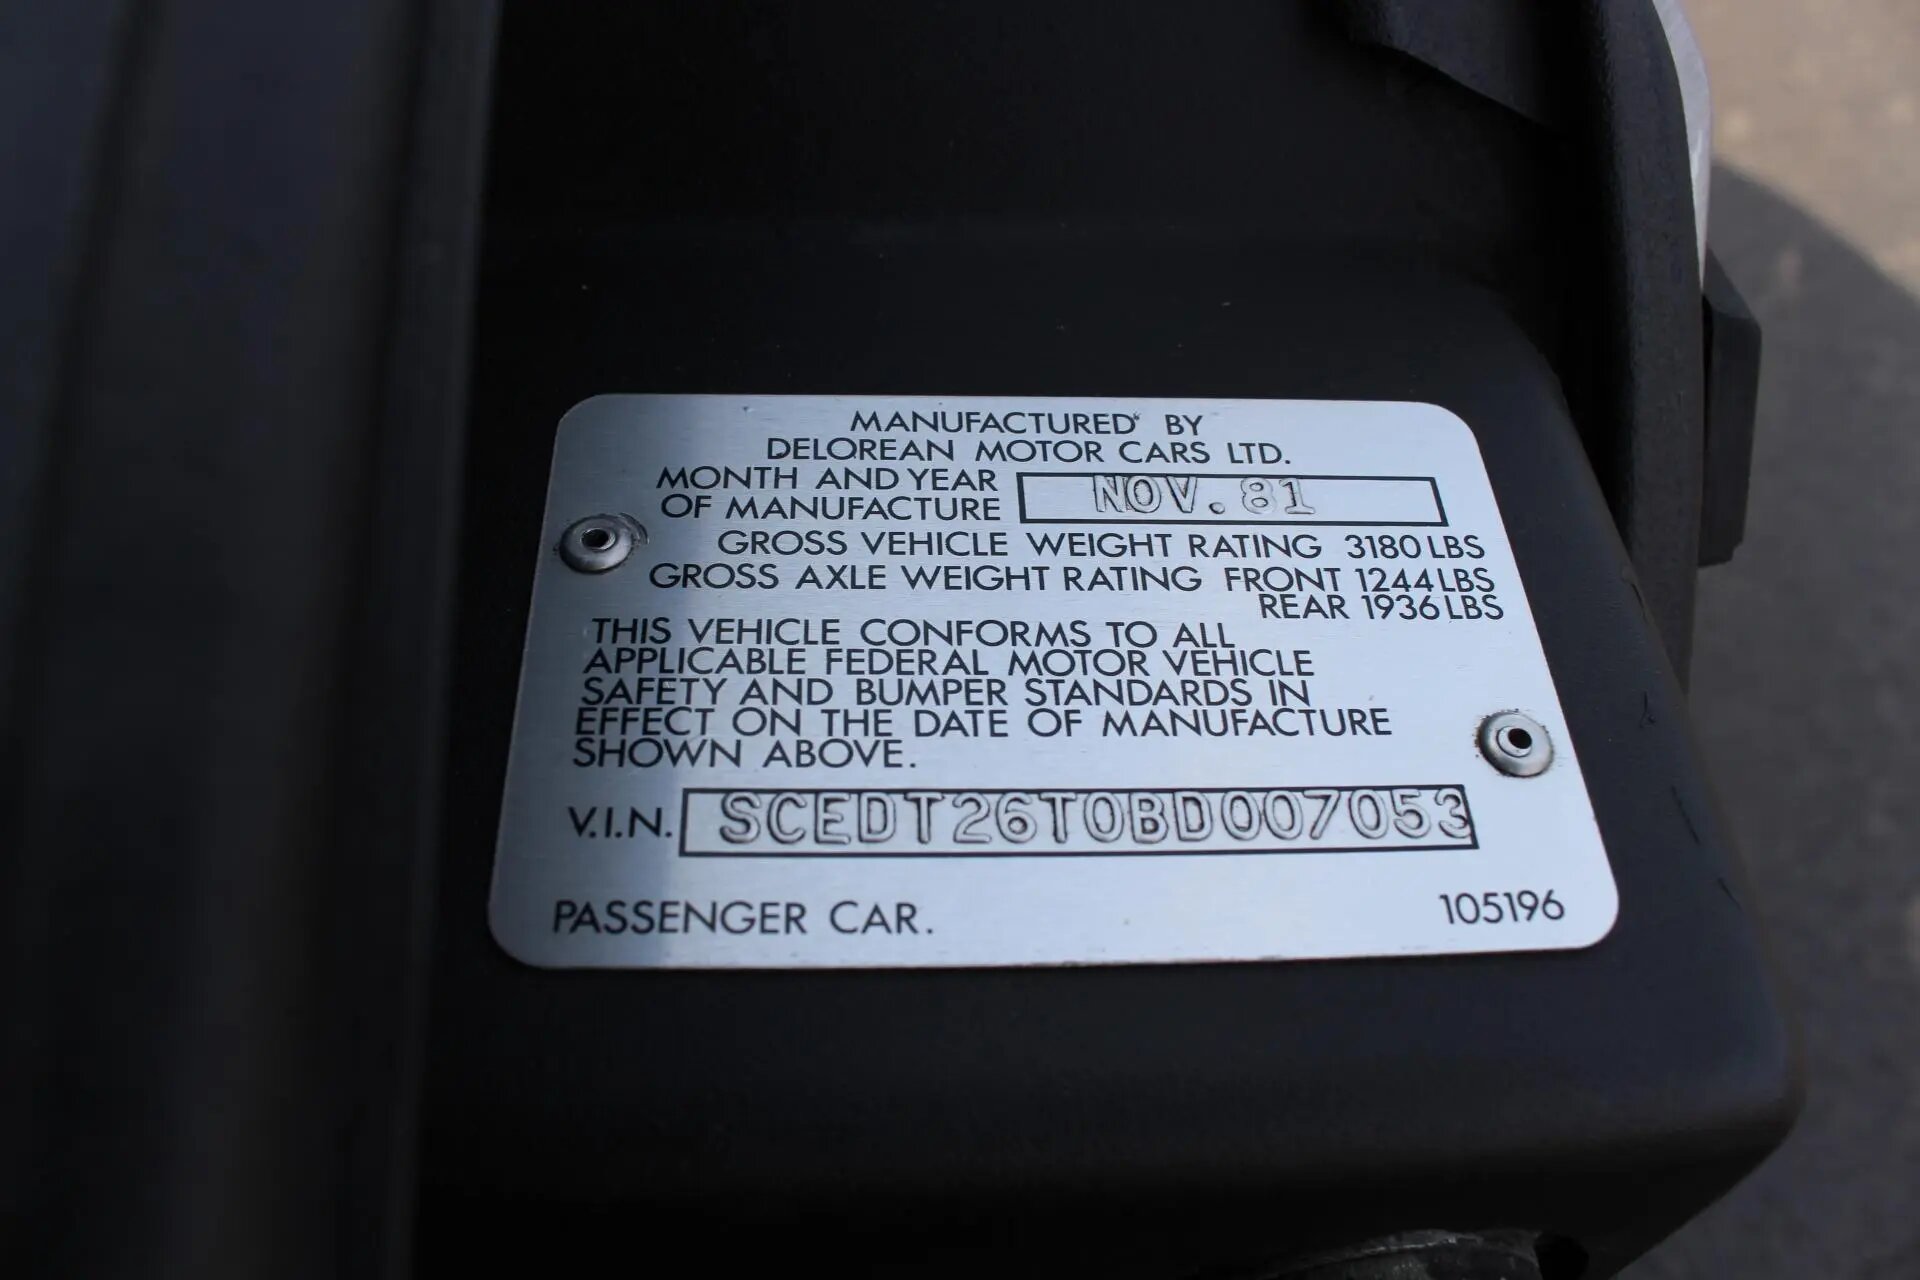 MANUFACTURED BY
DELOREAN MOTOR CARS LTD.
MONTH AND YEAR
OF MANUFACTURE NOV.81
GROSS VEHICLE WEIGHT RATING 3180 LBS
GROSS AXLE WEIGHT RATING FRONT 1244 LBS
REAR 1936 LBS
THIS VEHICLE CONFORMS TO ALL
APPLICABLE FEDERAL MOTOR VEHICLE
SAFETY AND BUMPER STANDARDS IN
EFFECT ON THE DATE OF MANUFACTURE
SHOWN ABOVE.
V.I.N. SCEDT26T0BD007053
PASSENGER CAR. 105196